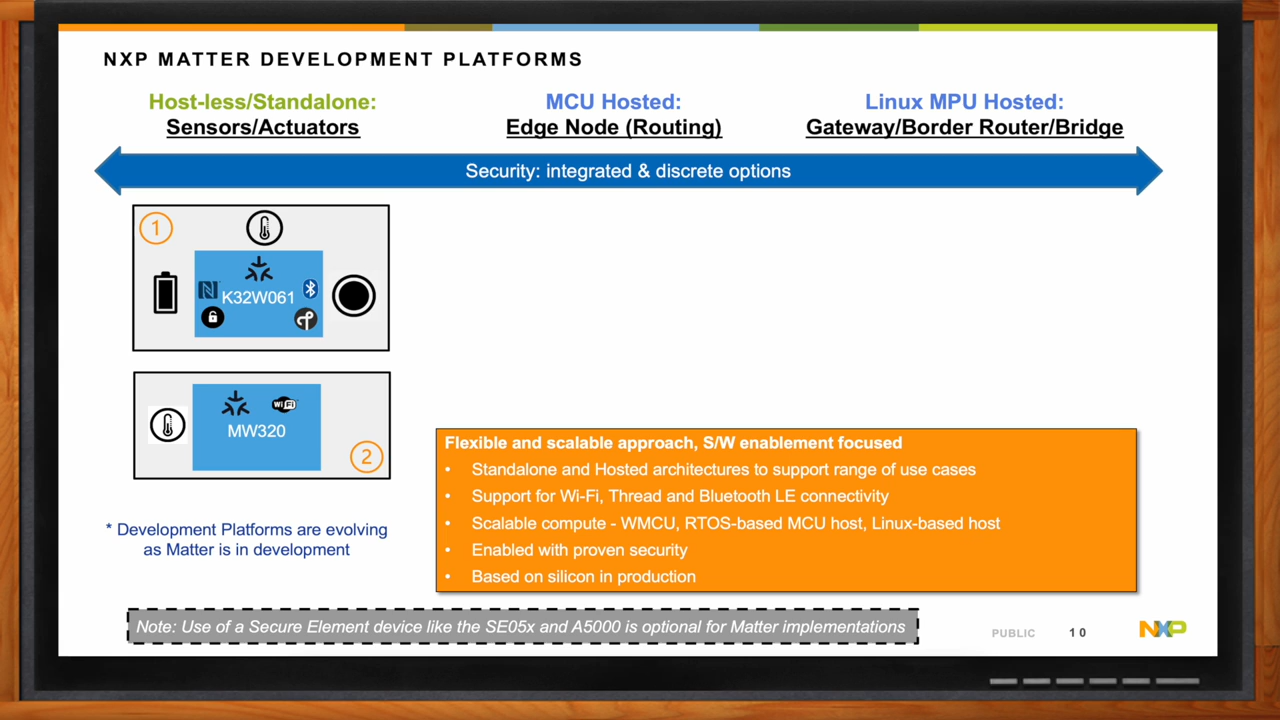 NXP MATTER DEVELOPMENT PLATFORMS
Host-less/Standalone:
Sensors/Actuators
MCU Hosted:
Edge Node (Routing)
Linux MPU Hosted:
Gateway/Border Router/Bridge
Security: integrated & discrete options
1
K32W061
Wi Fi
MW320
2
Flexible and scalable approach, S/W enablement focused
• Standalone and Hosted architectures to support range of use cases
• Support for Wi-Fi, Thread and Bluetooth LE connectivity
• Scalable compute - WMCU, RTOS-based MCU host, Linux-based host
• Enabled with proven security
• Based on silicon in production
* Development Platforms are evolving
as Matter is in development
Note: Use of a Secure Element device like the SE05x and A5000 is optional for Matter implementations
PUBLIC
10
NXP